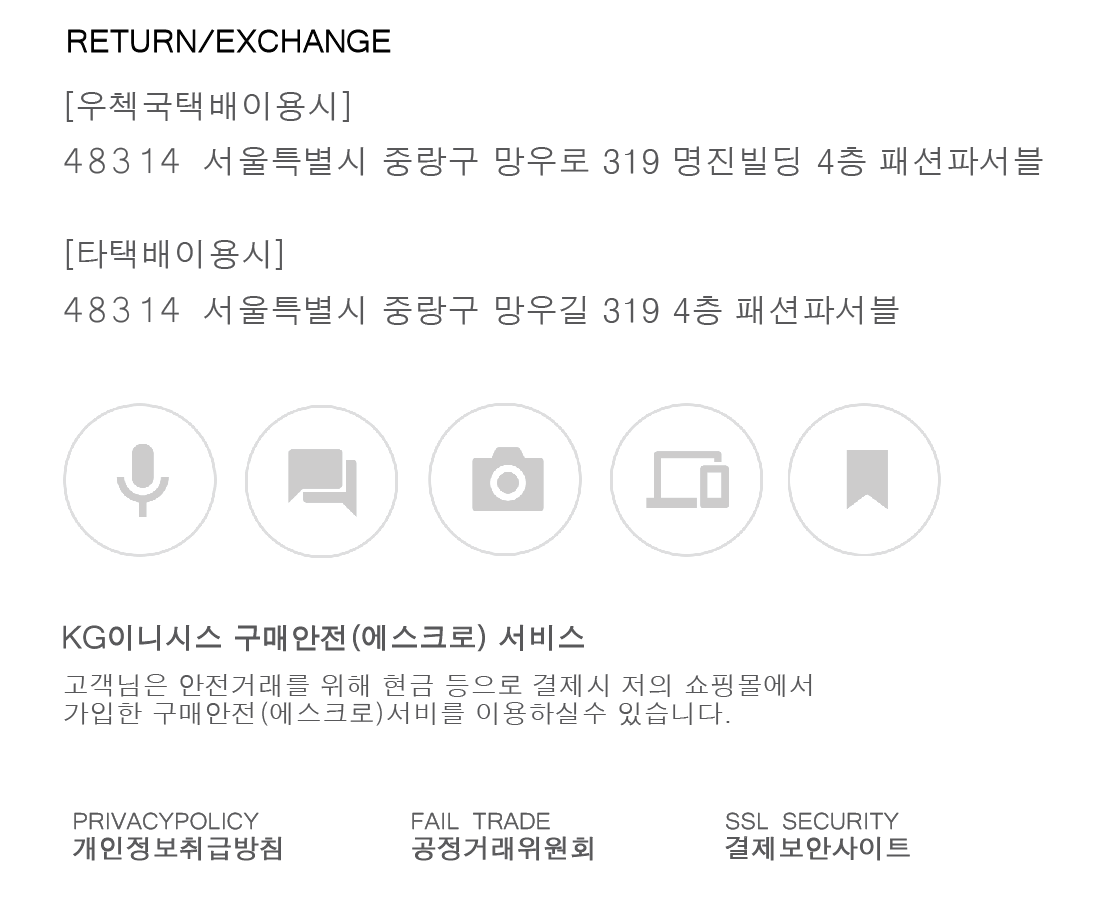 RETURN/EXCHANGE
[우첵국택배이용시]
48314 서울특별시 중랑구 망우로 319 명진빌딩 4층 패션파서블
[타택배이용시]
48314 서울특별시 중랑구 망우길 319 4층 패션파서블
KG이니시스 구매안전(에스크로) 서비스
고객님은 안전거래를 위해 현금 등으로 결제시 저의 쇼핑몰에서
가입한 구매안전(에스크로)서비를 이용하실수 있습니다.
PRIVACYPOLICY FAIL TRADE SSL SECURITY
개인정보취급방침 공정거래위원회 결제보안사이트